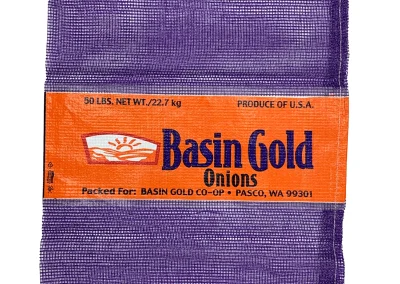 50 LBS. NET WT./22.7 kg PRODUCE OF U.S.A.
Basin Gold
Onions
Packed For: BASIN GOLD CO-OP • PASCO, WA 99301